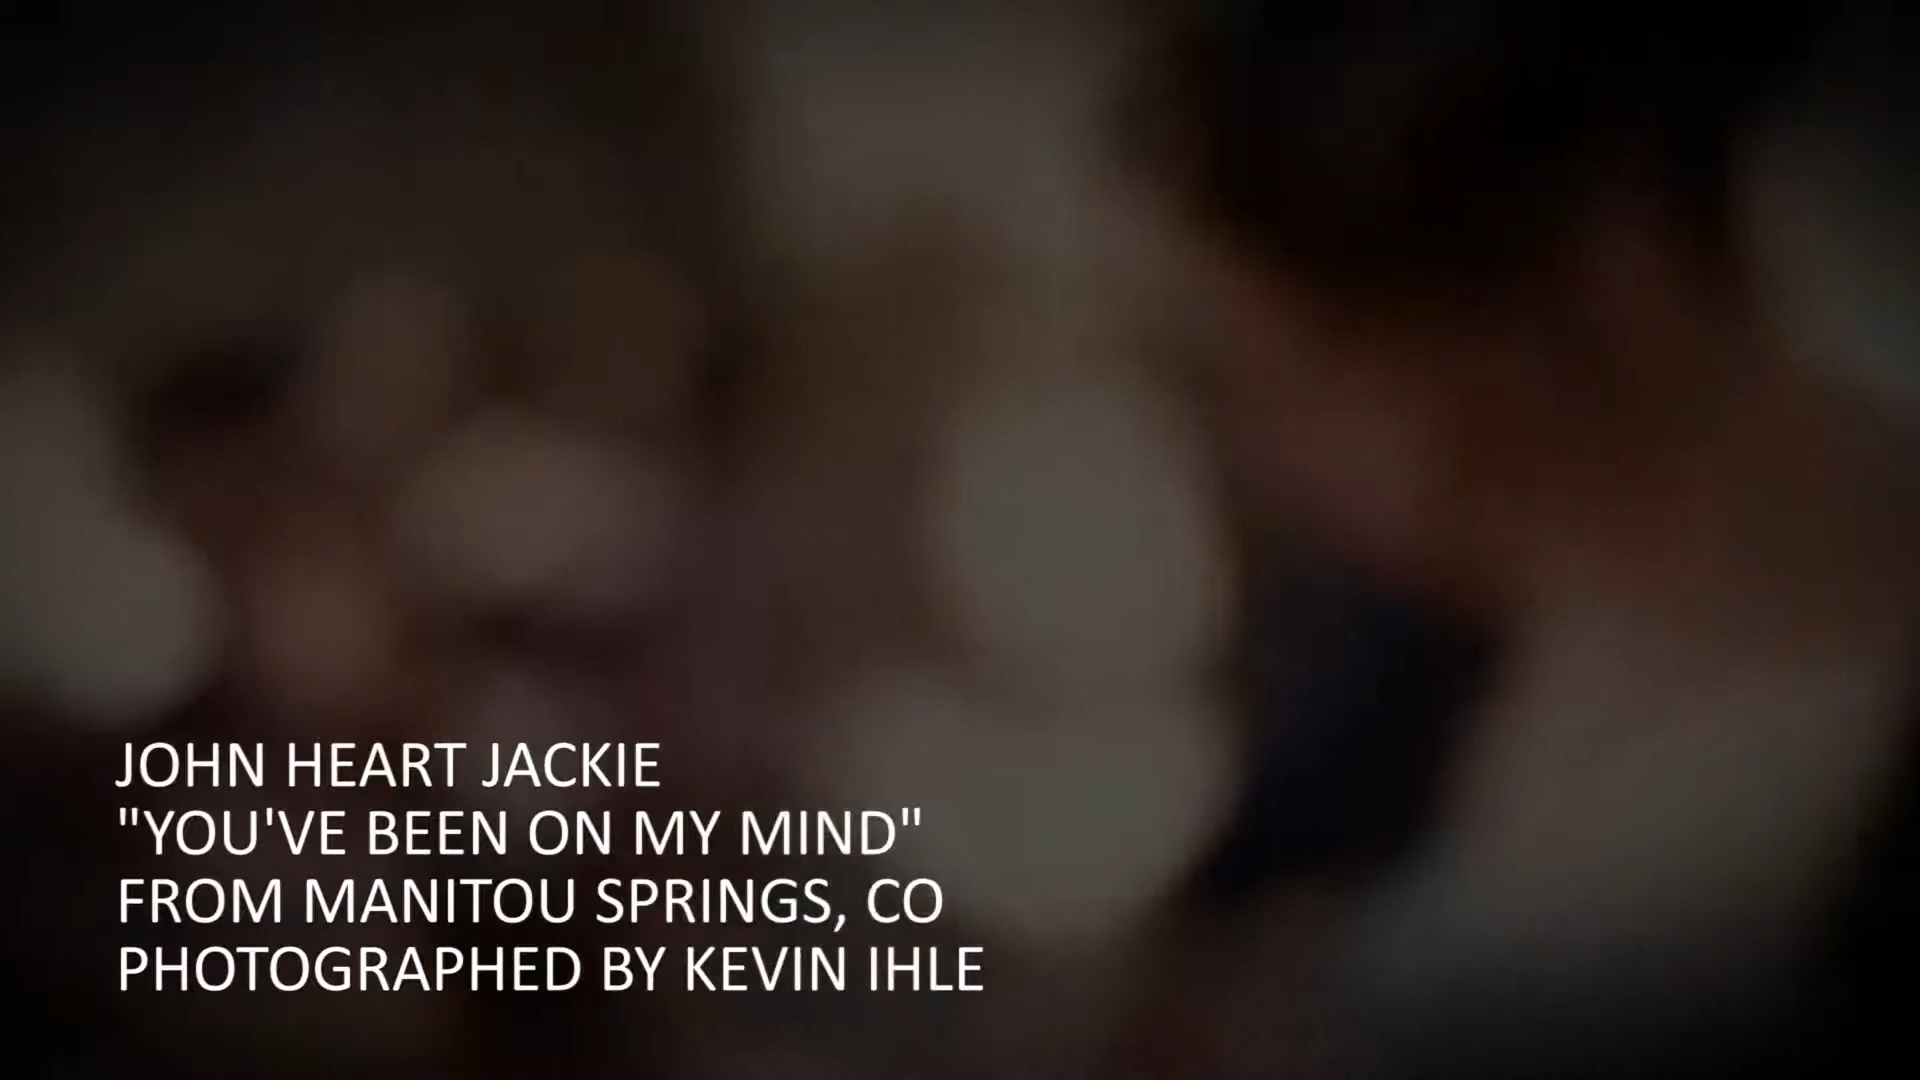 JOHN HEART JACKIE
"YOU'VE BEEN ON MY MIND"
FROM MANITOU SPRINGS, CO
PHOTOGRAPHED BY KEVIN IHLE